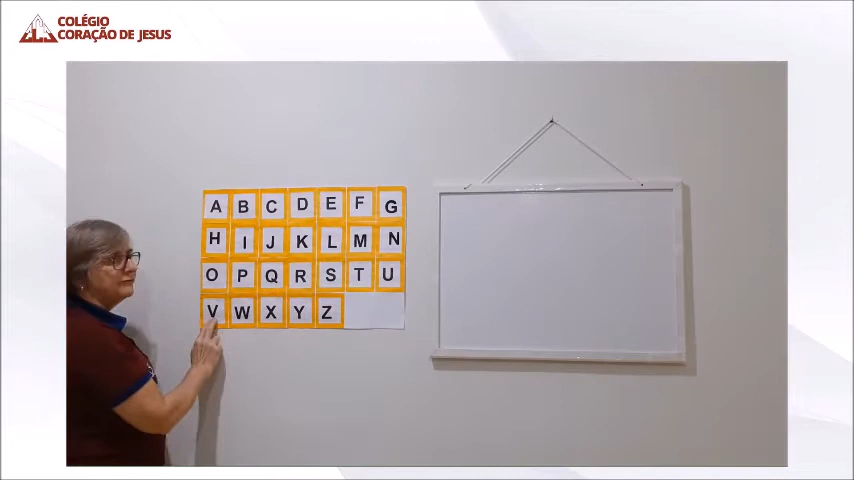 COLÉGIO
CORAÇÃO DE JESUS
A B C D E F G
H I J K L M N
O P Q R S T U
V W X Y Z